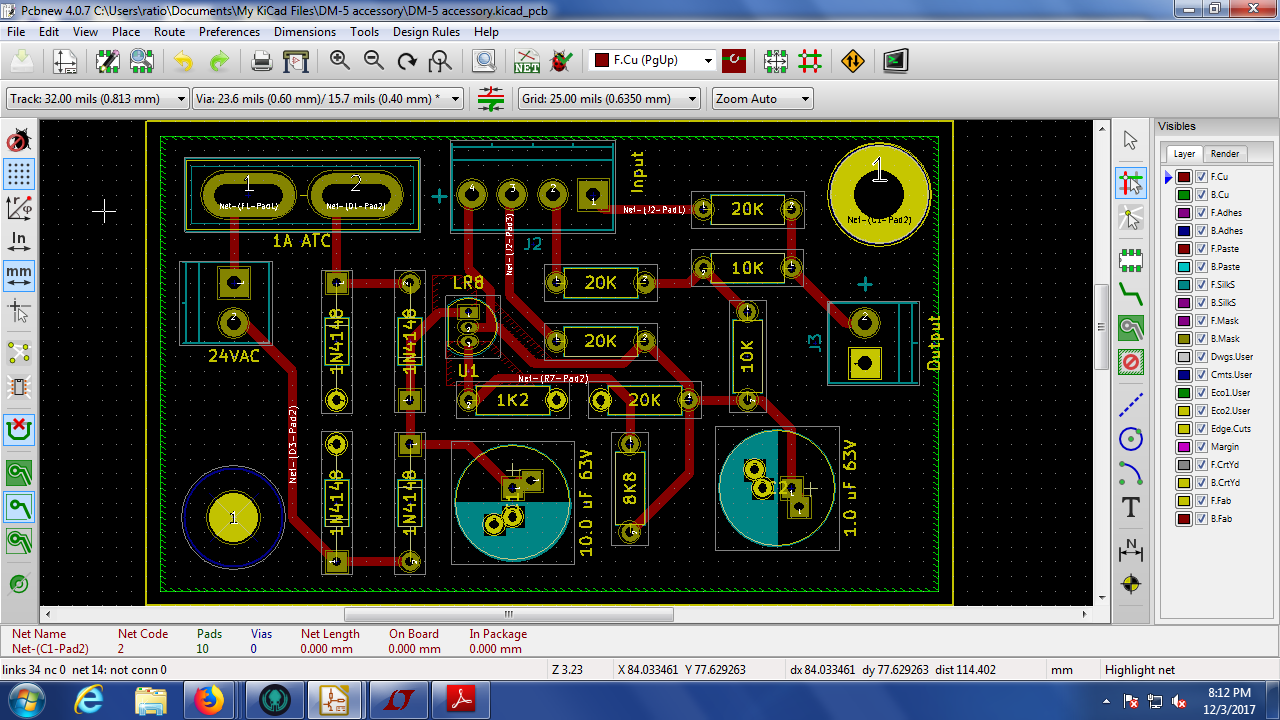 Pcbnew 4.0.7 C:\Users\ratio\Documents\My KiCad Files\DM-5 accessory\DM-5 accessory.kicad_pcb
File Edit View Place Route Preferences Dimensions Tools Design Rules Help
NET
F.Cu (PgUp)
Track: 32.00 mils (0.813 mm)
Via: 23.6 mils (0.60 mm)/ 15.7 mils (0.40 mm) *
Grid: 25.00 mils (0.6350 mm)
Zoom Auto
In
mm
1 2
1A ATC
4 3 2 1
J2
Input
Net-(J2-Pad3)
20K
10K
1
Net-(C1-Pad2)
24VAC
1N4148
1N4148
LR8
U1
20K
20K
10K
J3
Output
Net-(R7-Pad2)
1K2
20K
Net-(D3-Pad2)
1
1N4148
1N4148
10.0 uF 63V
8K8
1.0 uF 63V
T
N
Visibles
Layer Render
F.Cu
B.Cu
F.Adhes
B.Adhes
F.Paste
B.Paste
F.SilkS
B.SilkS
F.Mask
B.Mask
Dwgs.User
Cmts.User
Eco1.User
Eco2.User
Edge.Cuts
Margin
F.CrtYd
B.CrtYd
F.Fab
B.Fab
Net Name Net Code Pads Vias Net Length On Board In Package
Net-(C1-Pad2) 2 10 0 0.000 mm 0.000 mm 0.000 mm
links 34 nc 0 net 14: not conn 0 Z 3.23 X 84.033461 Y 77.629263 dx 84.033461 dy 77.629263 dist 114.402 mm Highlight net
8:12 PM
12/3/2017